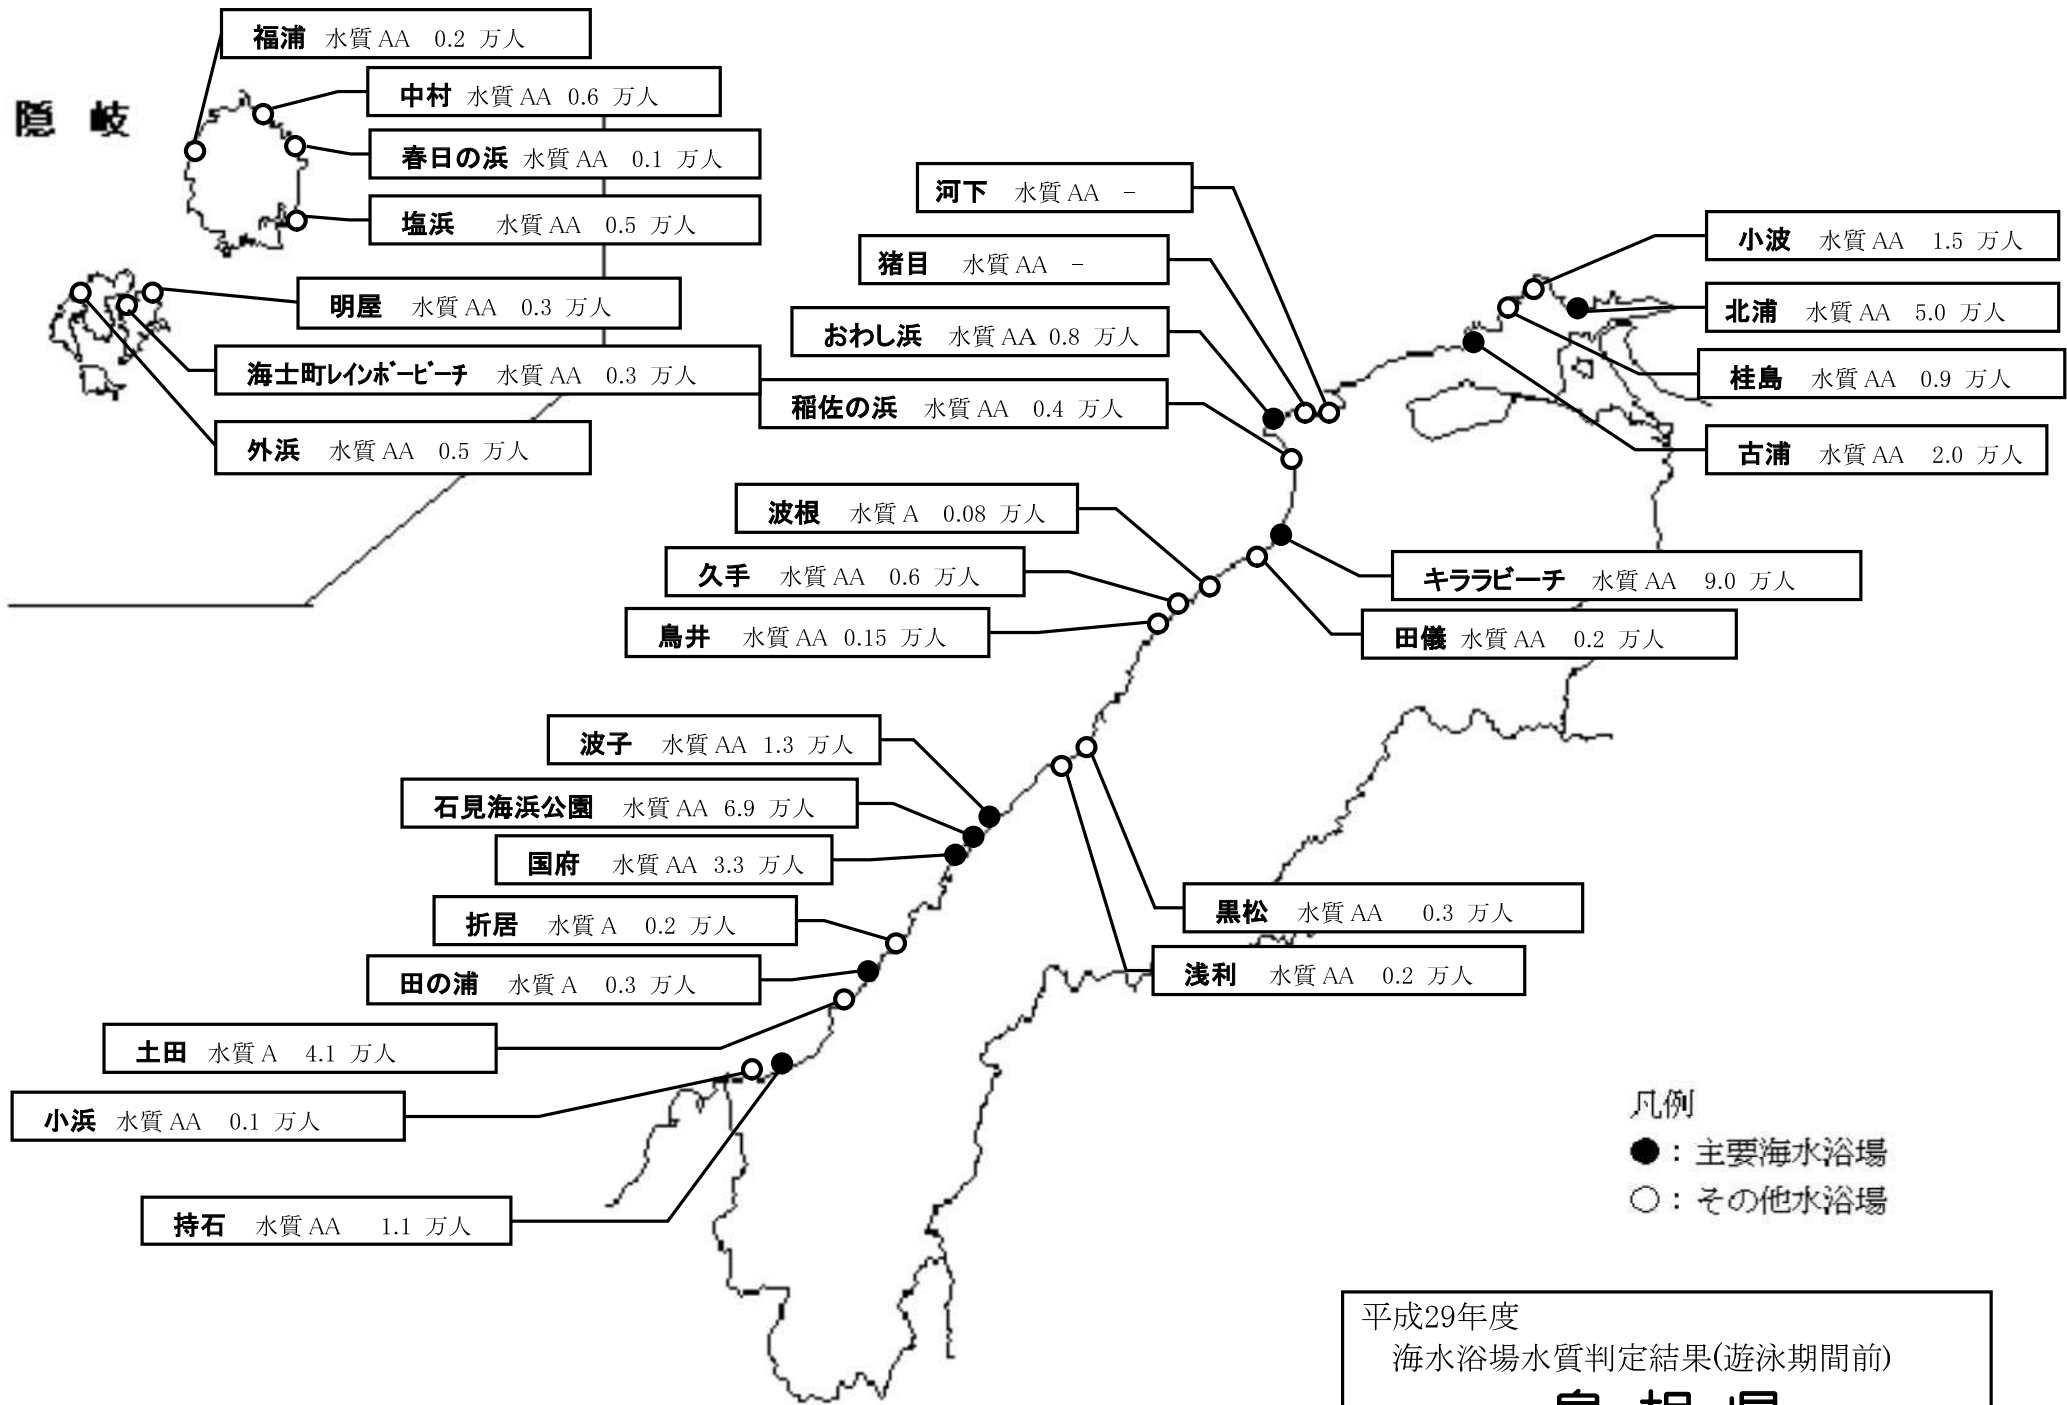 福浦 水質 AA 0.2 万人
中村 水質 AA 0.6 万人
隠 岐
春日の浜 水質 AA 0.1 万人
塩浜 水質 AA 0.5 万人
明屋 水質 AA 0.3 万人
海士町ﾚｲﾝﾎﾞｰﾋﾞｰﾁ 水質 AA 0.3 万人
外浜 水質 AA 0.5 万人
河下 水質 AA －
猪目 水質 AA －
おわし浜 水質 AA 0.8 万人
稲佐の浜 水質 AA 0.4 万人
小波 水質 AA 1.5 万人
北浦 水質 AA 5.0 万人
桂島 水質 AA 0.9 万人
古浦 水質 AA 2.0 万人
波根 水質 A 0.08 万人
久手 水質 AA 0.6 万人
鳥井 水質 AA 0.15 万人
キララビーチ 水質 AA 9.0 万人
田儀 水質 AA 0.2 万人
波子 水質 AA 1.3 万人
石見海浜公園 水質 AA 6.9 万人
国府 水質 AA 3.3 万人
折居 水質 A 0.2 万人
田の浦 水質 A 0.3 万人
土田 水質 A 4.1 万人
小浜 水質 AA 0.1 万人
持石 水質 AA 1.1 万人
黒松 水質 AA 0.3 万人
浅利 水質 AA 0.2 万人
凡例
●：主要海水浴場
○：その他水浴場
平成29年度
海水浴場水質判定結果(遊泳期間前)